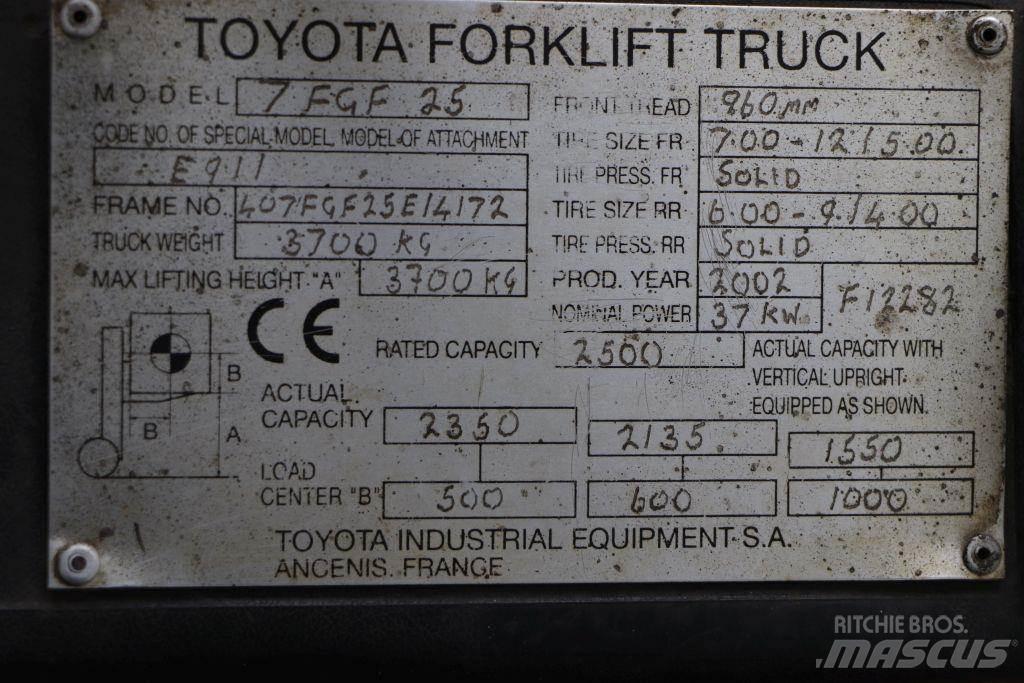 TOYOTA FORKLIFT TRUCK
MODEL 7FGF 25
CODE NO. OF SPECIAL MODEL, MODEL OF ATTACHMENT
E911
FRAME NO. 407FGF25E14172
TRUCK WEIGHT 3700 KG
MAX LIFTING HEIGHT "A" 3700 KG
FRONT TREAD 960mm
TIRE SIZE FR 7.00-12/5.00
TIRE PRESS. FR SOLID
TIRE SIZE RR 6.00-9/4.00
TIRE PRESS. RR SOLID
PROD. YEAR 2002
NOMINAL POWER 37 KW.
F12282
CE
RATED CAPACITY 2500
ACTUAL CAPACITY WITH
VERTICAL UPRIGHT
EQUIPPED AS SHOWN.
B
B
A
ACTUAL
CAPACITY 2350 2135 1550
LOAD
CENTER "B" 500 600 1000
TOYOTA INDUSTRIAL EQUIPMENT S.A.
ANCENIS. FRANCE
RITCHIE BROS.
MASCUS